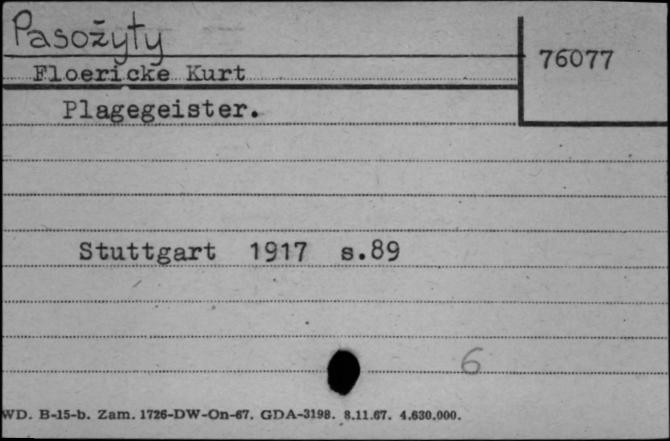 Pasożyty
76077
Floericke Kurt
Plagegeister.
Stuttgart 1917 s.89
6
WD. B-15-b. Zam. 1726-DW-On-67. GDA-3198. 8.11.67. 4.630.000.